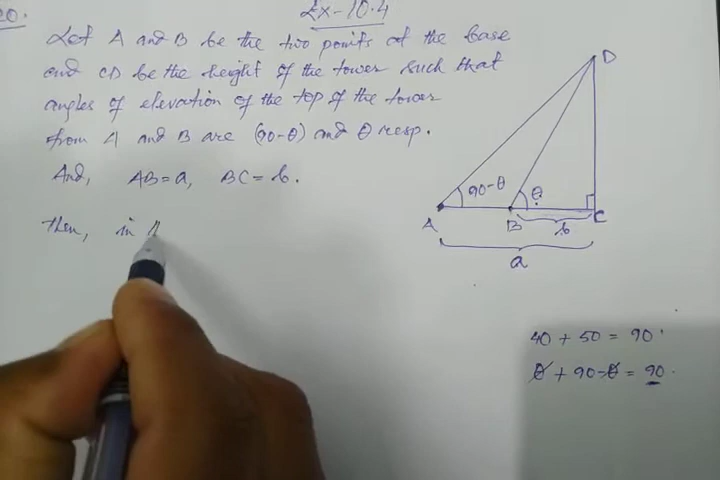 20.
Ex-10.4
Let A and B be the two points at the base
and CD be the height of the tower such that
angles of elevation of the top of the tower
from A and B are (90-θ) and θ resp.
And, AB=a, BC=b.
Then, in
D
90-θ
θ
A B C
b
a
40+50=90
θ+90-θ=90